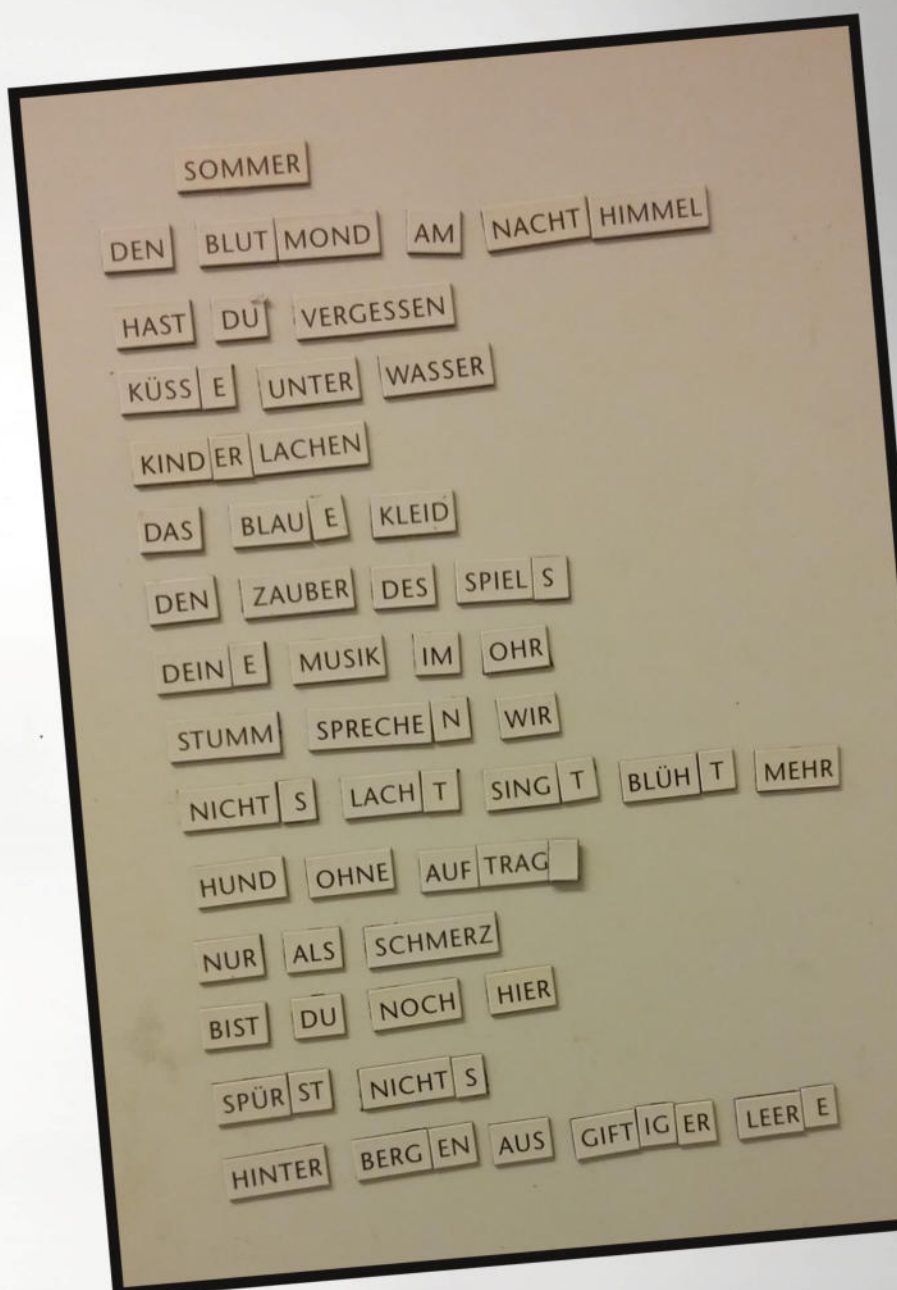 SOMMER
DEN BLUTMOND AM NACHTHIMMEL
HAST DU VERGESSEN
KÜSSE UNTER WASSER
KINDERLACHEN
DAS BLAUE KLEID
DEN ZAUBER DES SPIELS
DEINE MUSIK IM OHR
STUMM SPRECHEN WIR
NICHTS LACHT SINGT BLÜHT MEHR
HUND OHNE AUFTRAG
NUR ALS SCHMERZ
BIST DU NOCH HIER
SPÜRST NICHTS
HINTER BERGEN AUS GIFTIGER LEERE